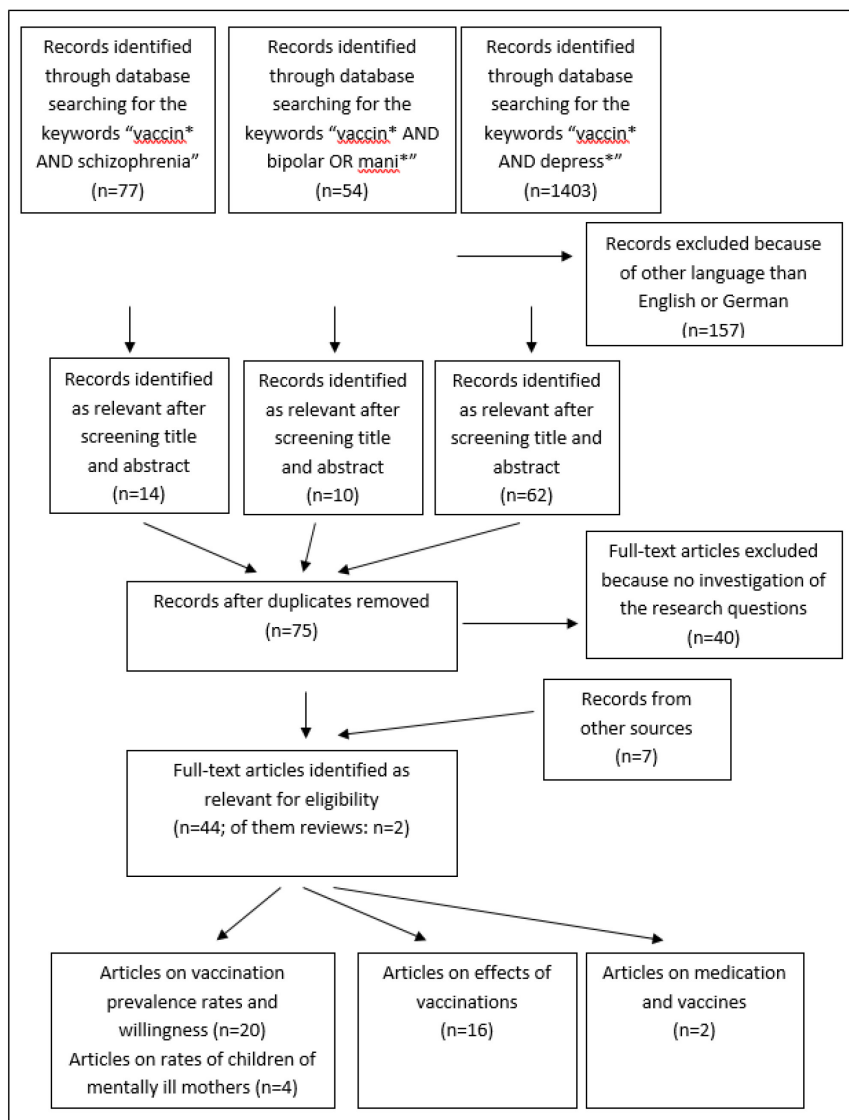 Records identified
through database
searching for the
keywords “vaccin*
AND schizophrenia”
(n=77)
Records identified
through database
searching for the
keywords “vaccin* AND
bipolar OR mani*”
(n=54)
Records identified
through database
searching for the
keywords “vaccin*
AND depress*”
(n=1403)
Records excluded because
of other language than
English or German
(n=157)
Records identified
as relevant after
screening title
and abstract
(n=14)
Records identified
as relevant after
screening title
and abstract
(n=10)
Records identified
as relevant after
screening title and
abstract
(n=62)
Records after duplicates removed
(n=75)
Full-text articles excluded
because no investigation of
the research questions
(n=40)
Records from
other sources
(n=7)
Full-text articles identified as
relevant for eligibility
(n=44; of them reviews: n=2)
Articles on vaccination
prevalence rates and
willingness (n=20)
Articles on rates of children of
mentally ill mothers (n=4)
Articles on effects of
vaccinations
(n=16)
Articles on medication
and vaccines
(n=2)